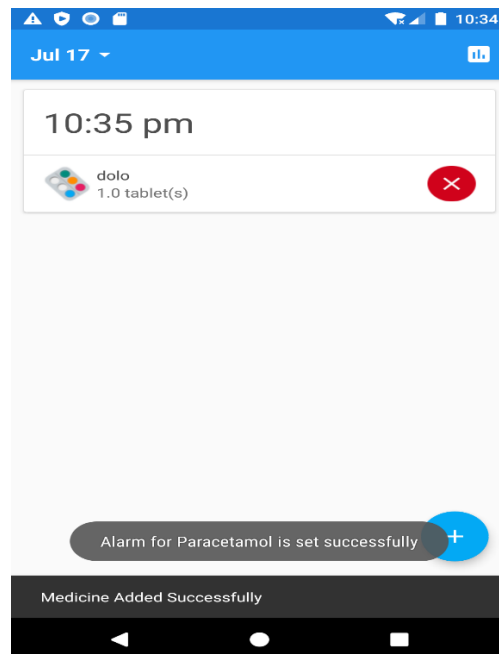 10:34
Jul 17
10:35 pm
dolo
1.0 tablet(s)
Alarm for Paracetamol is set successfully
Medicine Added Successfully